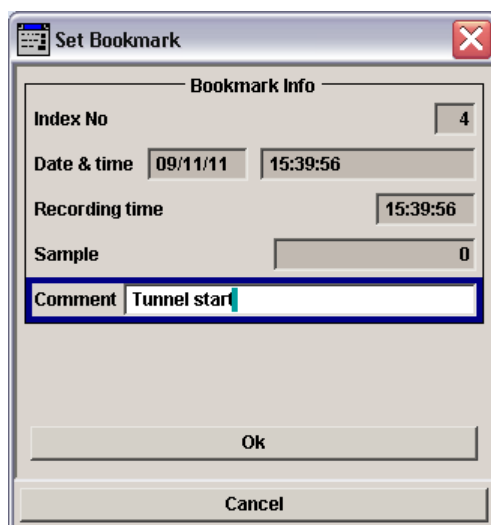 Set Bookmark
Bookmark Info
Index No 4
Date & time 09/11/11 15:39:56
Recording time 15:39:56
Sample 0
Comment Tunnel start
Ok
Cancel